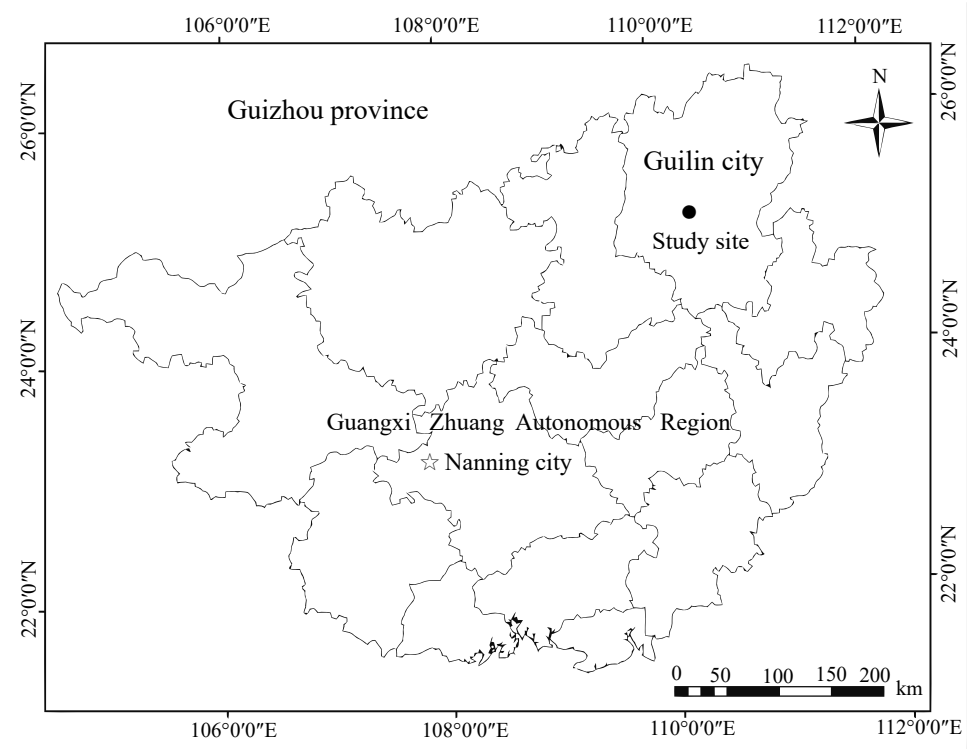 106°0′0″E 108°0′0″E 110°0′0″E 112°0′0″E
26°0′0″N
26°0′0″N
N
Guizhou province
Guilin city
Study site
24°0′0″N
24°0′0″N
Guangxi Zhuang Autonomous Region
☆ Nanning city
22°0′0″N
22°0′0″N
0 50 100 150 200 km
106°0′0″E 108°0′0″E 110°0′0″E 112°0′0″E